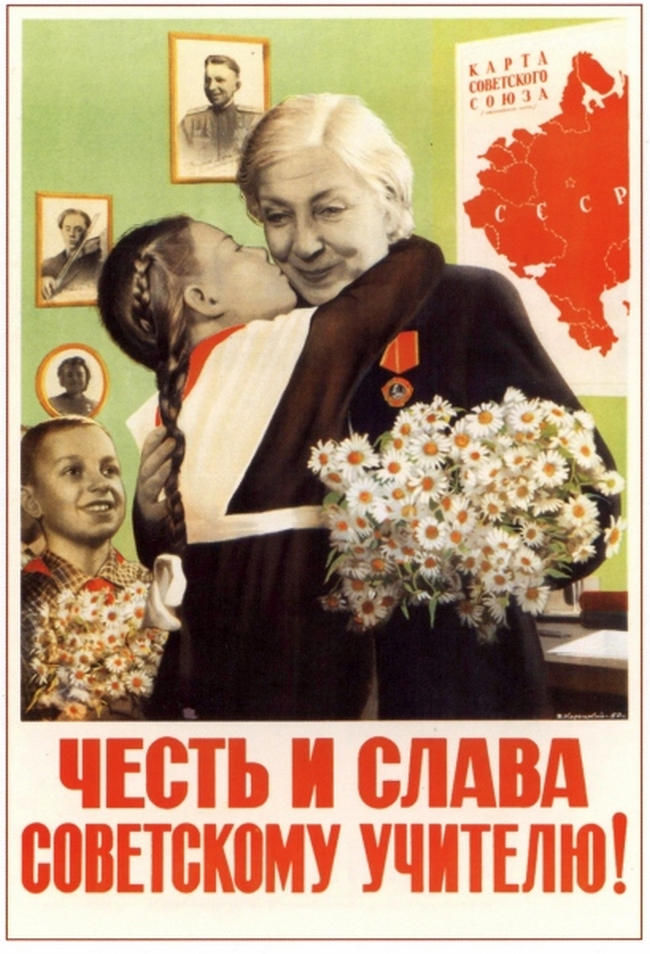 КАРТА
СОВЕТСКОГО
СОЮЗА
С С С Р
ЧЕСТЬ И СЛАВА
СОВЕТСКОМУ УЧИТЕЛЮ!